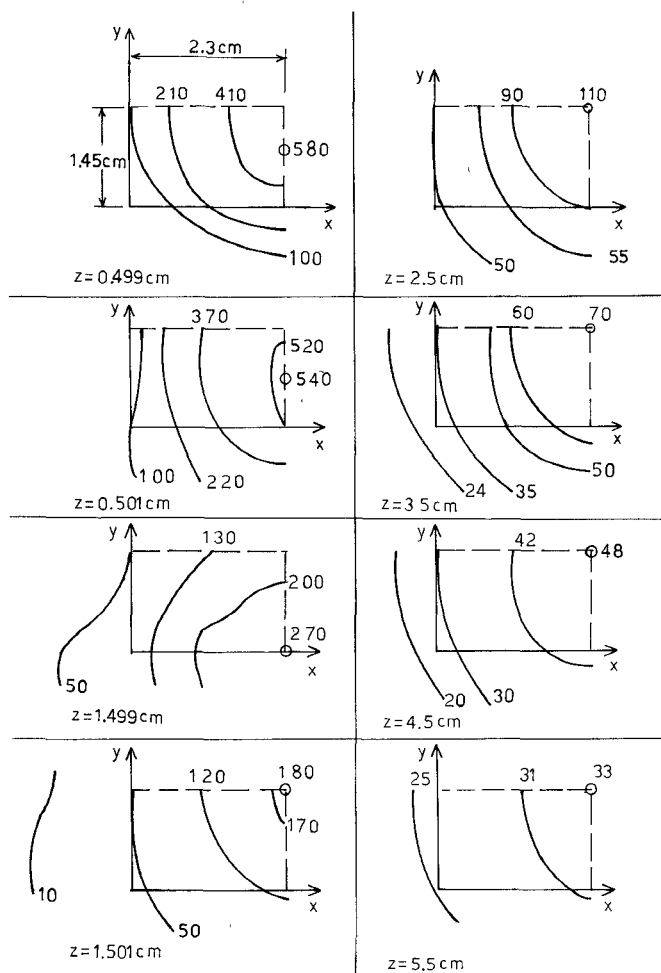 y
2.3cm
210 410
580
1.45cm
x
100
z=0.499cm
y
90 110
x
50 55
z=2.5cm
y
370
520
540
x
100 220
z=0.501cm
y
60 70
x
50
24 35
z=3 5cm
y
130
200
270
x
50
z=1.499cm
y
42
48
x
20 30
z=4.5cm
y
120 180
170
10
x
50
z=1.501cm
y
25 31 33
x
z=5.5cm